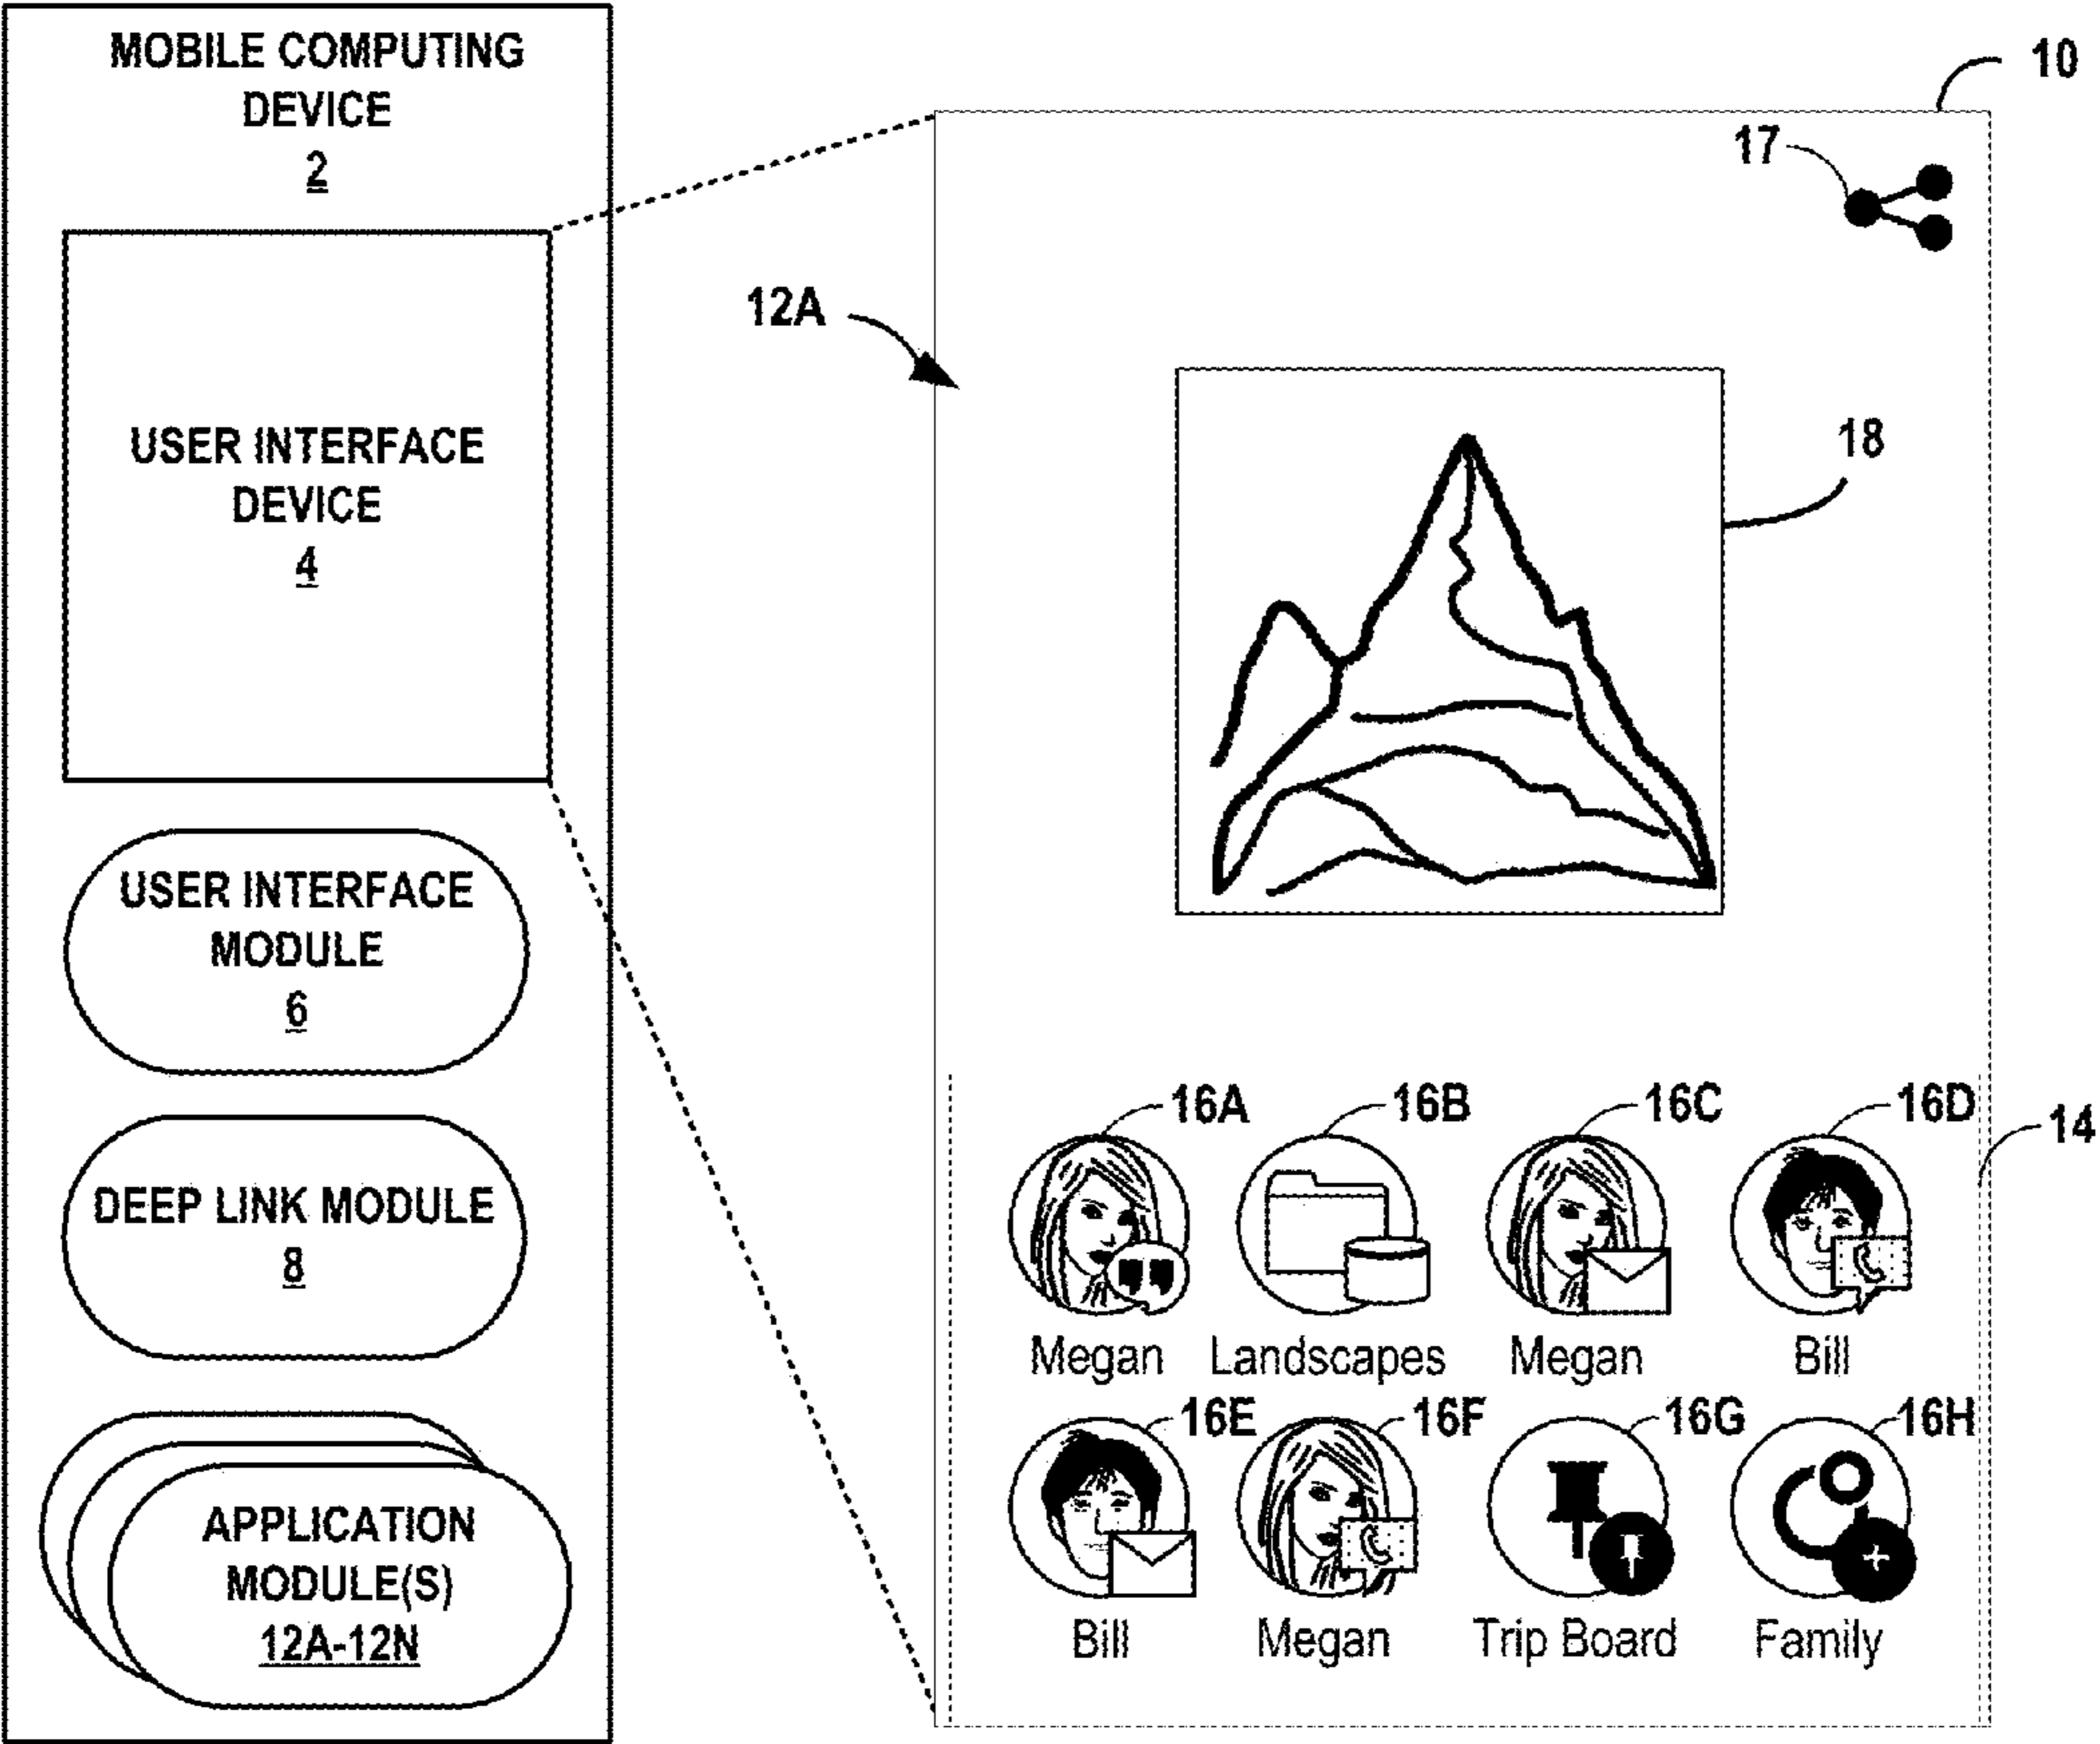 MOBILE COMPUTING
DEVICE
2
USER INTERFACE
DEVICE
4
USER INTERFACE
MODULE
6
DEEP LINK MODULE
8
APPLICATION
MODULE(S)
12A-12N
10
17
12A
18
16A 16B 16C 16D
14
Megan Landscapes Megan Bill
16E 16F 16G 16H
Bill Megan Trip Board Family